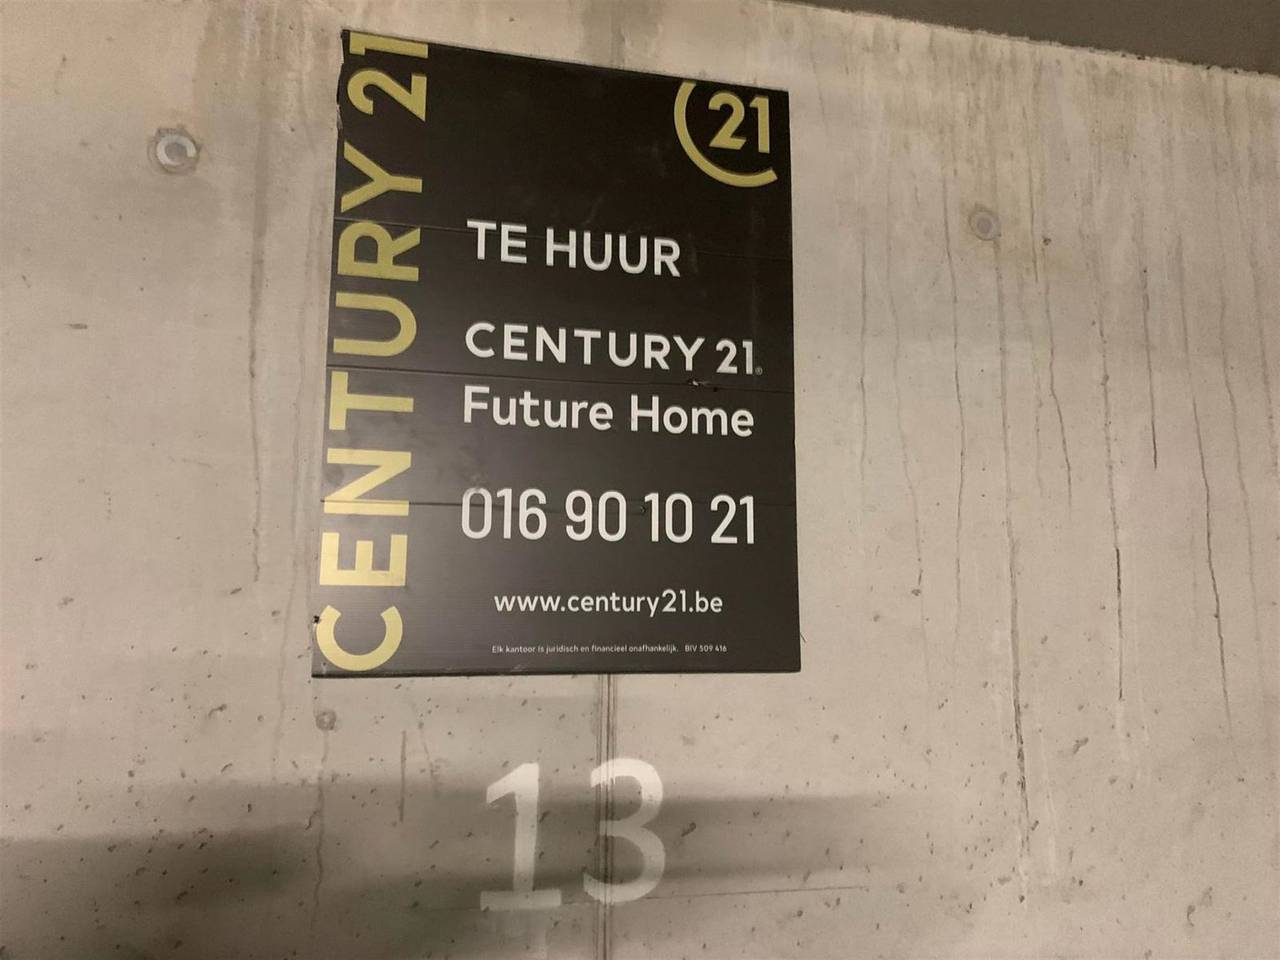 CENTURY 21
21
TE HUUR
CENTURY 21®
Future Home
016 90 10 21
www.century21.be
Elk kantoor is juridisch en financieel onafhankelijk. BIV 509 416
13